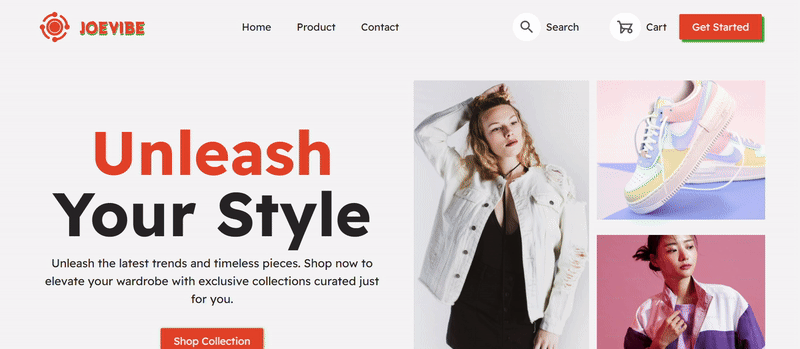 JOEVIBE
Home Product Contact Search Cart Get Started
Unleash
Your Style
Unleash the latest trends and timeless pieces. Shop now to
elevate your wardrobe with exclusive collections curated just
for you.
Shop Collection